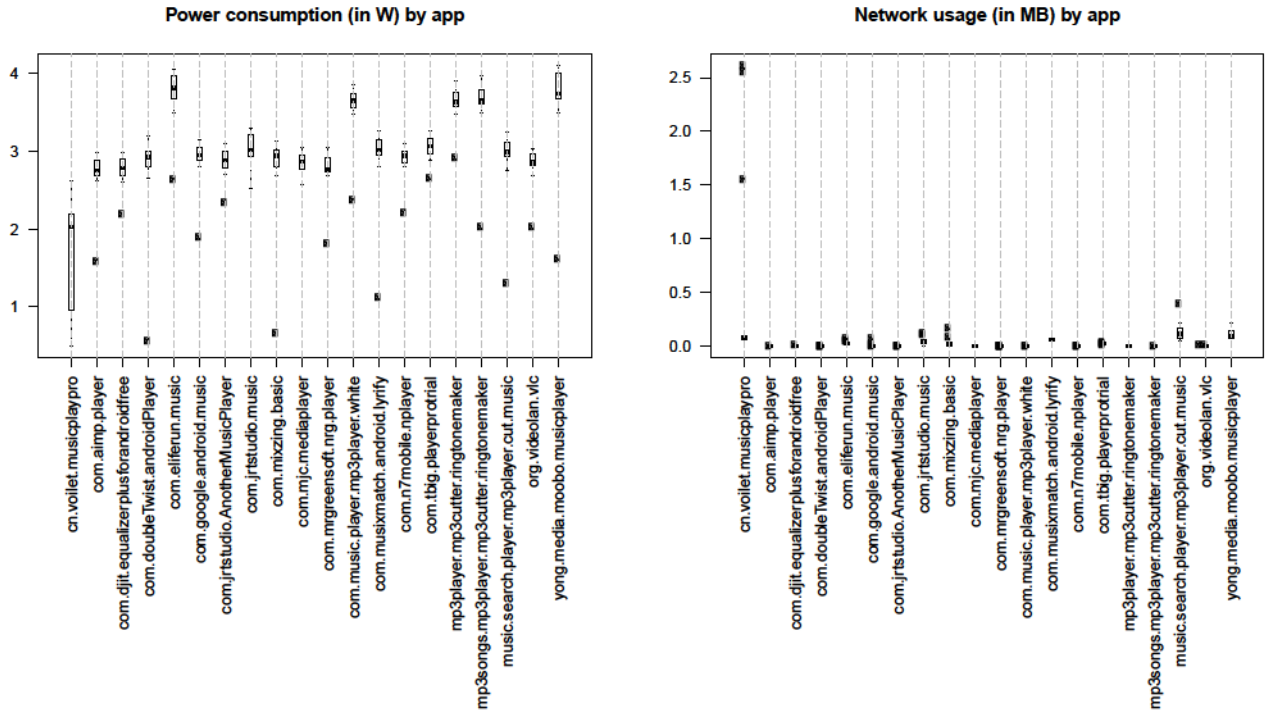 Power consumption (in W) by app
4
3
2
1
cn.voilet.musicplaypro
com.aimp.player
com.djit.equalizerplusforandroidfree
com.doubleTwist.androidPlayer
com.eliferun.music
com.google.android.music
com.jrtstudio.AnotherMusicPlayer
com.jrtstudio.music
com.mixzing.basic
com.mjc.mediaplayer
com.mrgreensoft.nrg.player
com.music.player.mp3player.white
com.musixmatch.android.lyrify
com.n7mobile.nplayer
com.tbig.playerprotrial
mp3player.mp3cutter.ringtonemaker
mp3songs.mp3player.mp3cutter.ringtonemaker
music.search.player.mp3player.cut.music
org.videolan.vlc
yong.media.moobo.musicplayer
Network usage (in MB) by app
2.5
2.0
1.5
1.0
0.5
0.0
cn.voilet.musicplaypro
com.aimp.player
com.djit.equalizerplusforandroidfree
com.doubleTwist.androidPlayer
com.eliferun.music
com.google.android.music
com.jrtstudio.AnotherMusicPlayer
com.jrtstudio.music
com.mixzing.basic
com.mjc.mediaplayer
com.mrgreensoft.nrg.player
com.music.player.mp3player.white
com.musixmatch.android.lyrify
com.n7mobile.nplayer
com.tbig.playerprotrial
mp3player.mp3cutter.ringtonemaker
mp3songs.mp3player.mp3cutter.ringtonemaker
music.search.player.mp3player.cut.music
org.videolan.vlc
yong.media.moobo.musicplayer